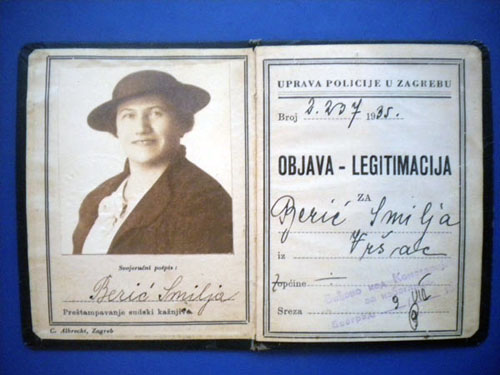 Svojeručni potpis :
Berić Smilja
Preštampavanje sudski kažnjivo
C. Albrecht, Zagreb
UPRAVA POLICIJE U ZAGREBU
Broj 2.237 1935.
OBJAVA - LEGITIMACIJA
ZA
Berić Smilja
iz Vršac
općine
Sreza